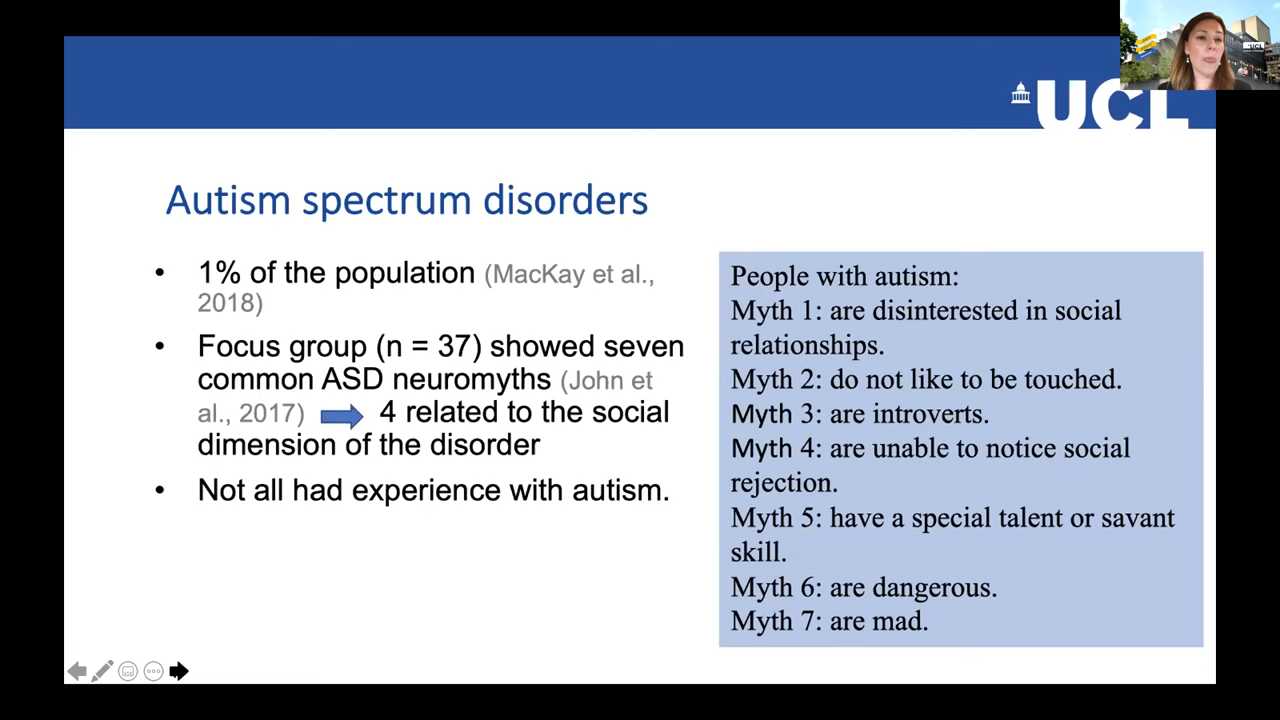 UCL
UCL
Autism spectrum disorders
• 1% of the population (MacKay et al.,
2018)
• Focus group (n = 37) showed seven
common ASD neuromyths (John et
al., 2017) 4 related to the social
dimension of the disorder
• Not all had experience with autism.
People with autism:
Myth 1: are disinterested in social
relationships.
Myth 2: do not like to be touched.
Myth 3: are introverts.
Myth 4: are unable to notice social
rejection.
Myth 5: have a special talent or savant
skill.
Myth 6: are dangerous.
Myth 7: are mad.